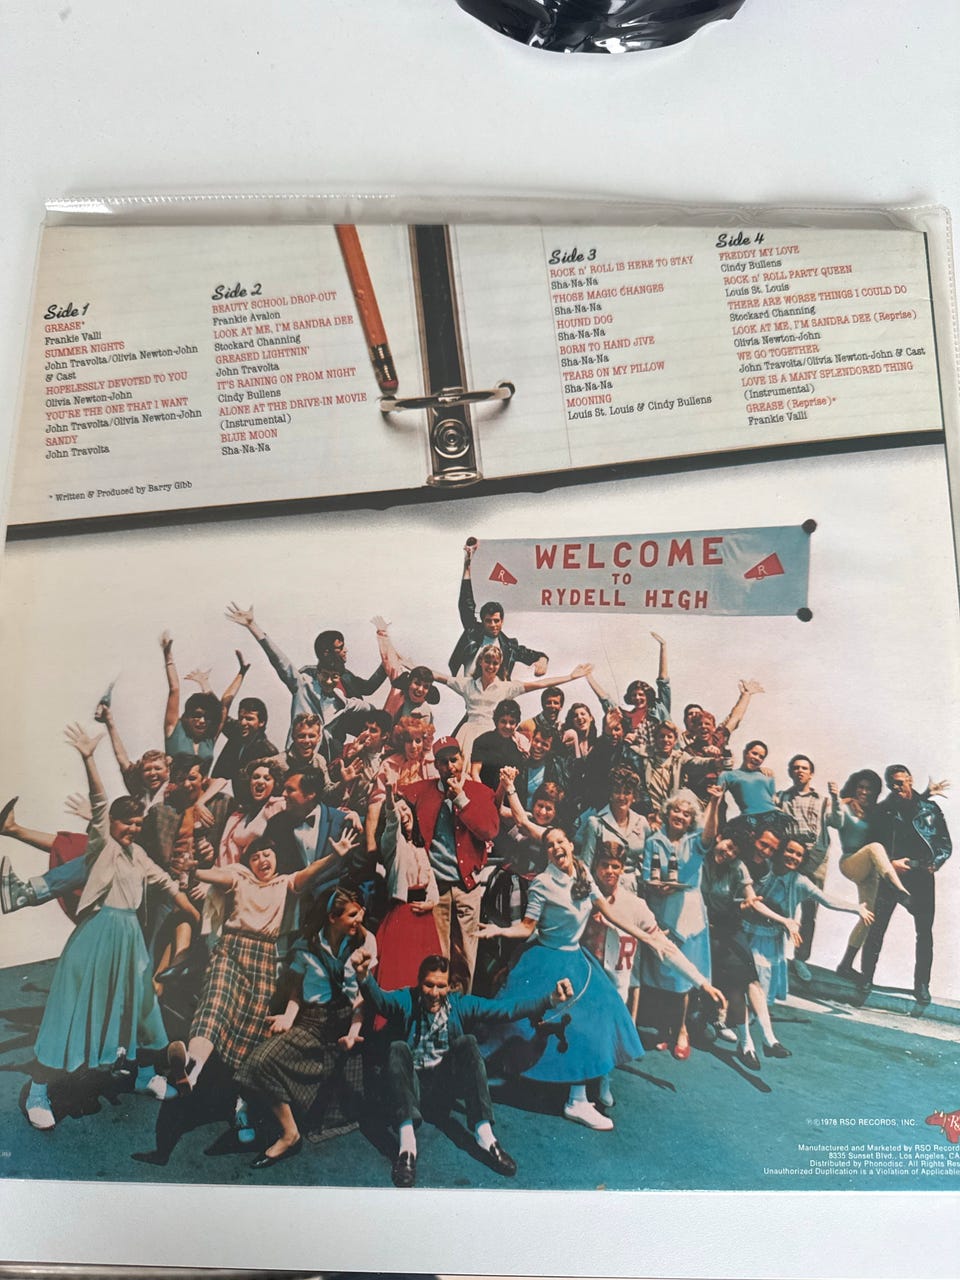 Side 1
GREASE*
Frankie Valli
SUMMER NIGHTS
John Travolta/Olivia Newton-John
& Cast
HOPELESSLY DEVOTED TO YOU
Olivia Newton-John
YOU'RE THE ONE THAT I WANT
John Travolta/Olivia Newton-John
SANDY
John Travolta
* Written & Produced by Barry Gibb
Side 2
BEAUTY SCHOOL DROP-OUT
Frankie Avalon
LOOK AT ME, I'M SANDRA DEE
Stockard Channing
GREASED LIGHTNIN'
John Travolta
IT'S RAINING ON PROM NIGHT
Cindy Bullens
ALONE AT THE DRIVE-IN MOVIE
(Instrumental)
BLUE MOON
Sha-Na-Na
Side 3
ROCK n' ROLL IS HERE TO STAY
Sha-Na-Na
THOSE MAGIC CHANGES
Sha-Na-Na
HOUND DOG
Sha-Na-Na
BORN TO HAND JIVE
Sha-Na-Na
TEARS ON MY PILLOW
Sha-Na-Na
MOONING
Louis St. Louis & Cindy Bullens
Side 4
FREDDY MY LOVE
Cindy Bullens
ROCK n' ROLL PARTY QUEEN
Louis St. Louis
THERE ARE WORSE THINGS I COULD DO
Stockard Channing
LOOK AT ME, I'M SANDRA DEE (Reprise)
Olivia Newton-John
WE GO TOGETHER
John Travolta/Olivia Newton-John & Cast
LOVE IS A MANY SPLENDORED THING
(Instrumental)
GREASE (Reprise)*
Frankie Valli
R WELCOME R
TO
RYDELL HIGH
R
℗©1978 RSO RECORDS, INC.
Manufactured and Marketed by RSO Record
8335 Sunset Blvd., Los Angeles, CA
Distributed by Phonodisc. All Rights Res
Unauthorized Duplication is a Violation of Applicable